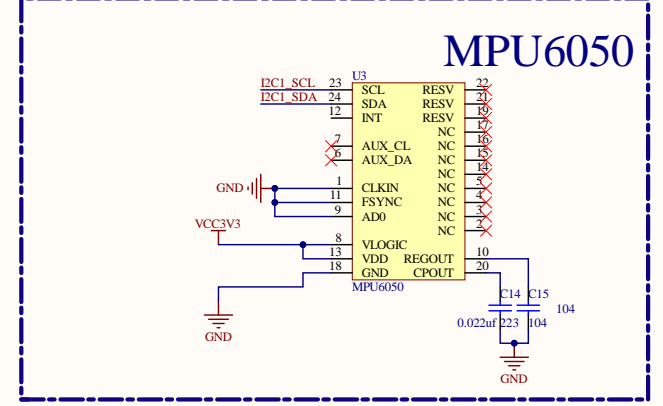 MPU6050
U3
I2C1_SCL 23 SCL RESV 22
I2C1_SDA 24 SDA RESV 21
12 INT RESV 19
NC 17
7 AUX_CL NC 16
6 AUX_DA NC 15
NC 14
GND 1 CLKIN NC 5
11 FSYNC NC 4
9 AD0 NC 3
NC 2
VCC3V3
8 VLOGIC
13 VDD REGOUT 10
18 GND CPOUT 20
MPU6050
C14 C15
104
0.022uf 223 104
GND
GND